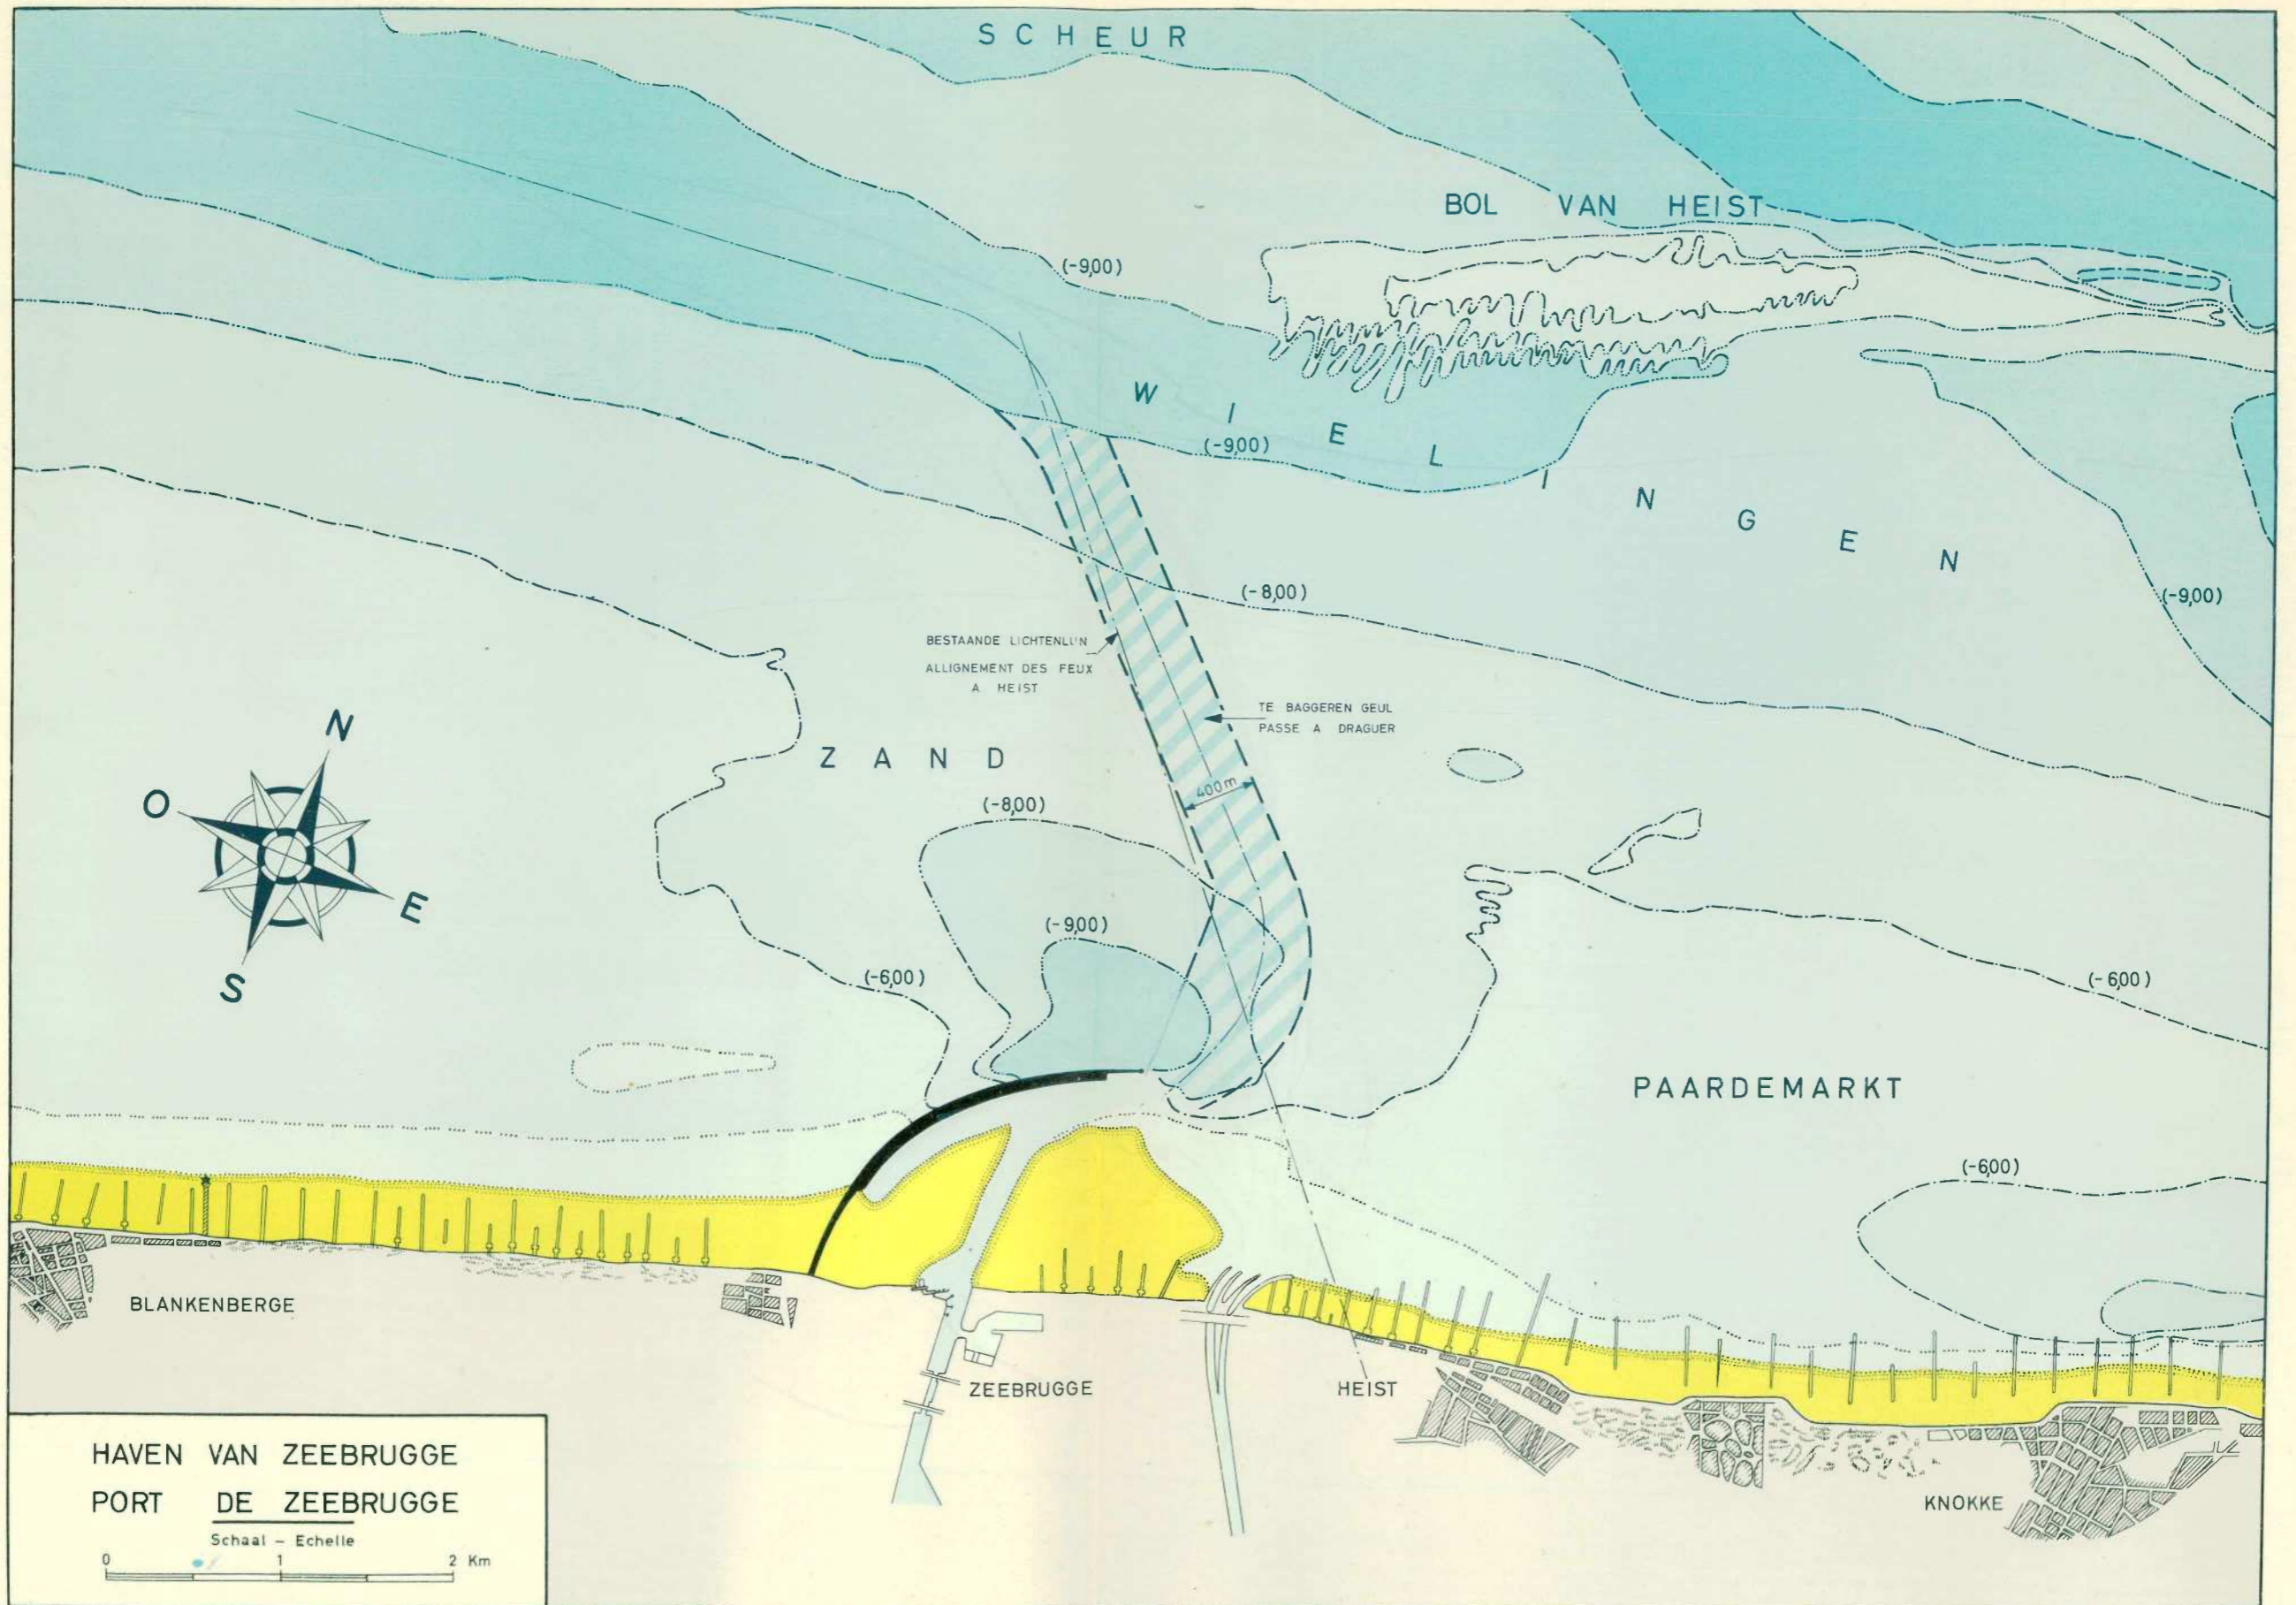 SCHEUR
BOL VAN HEIST
(-9,00)
WIELINGEN
(-9,00)
(-8,00)
(-9,00)
BESTAANDE LICHTENLIJN
ALLIGNEMENT DES FEUX
A HEIST
TE BAGGEREN GEUL
PASSE A DRAGUER
N
O
E
S
ZAND
400m
(-8,00)
(-9,00)
(-6,00)
(-6,00)
PAARDEMARKT
(-6,00)
BLANKENBERGE
ZEEBRUGGE
HEIST
KNOKKE
HAVEN VAN ZEEBRUGGE
PORT DE ZEEBRUGGE
Schaal – Echelle
0 1 2 Km